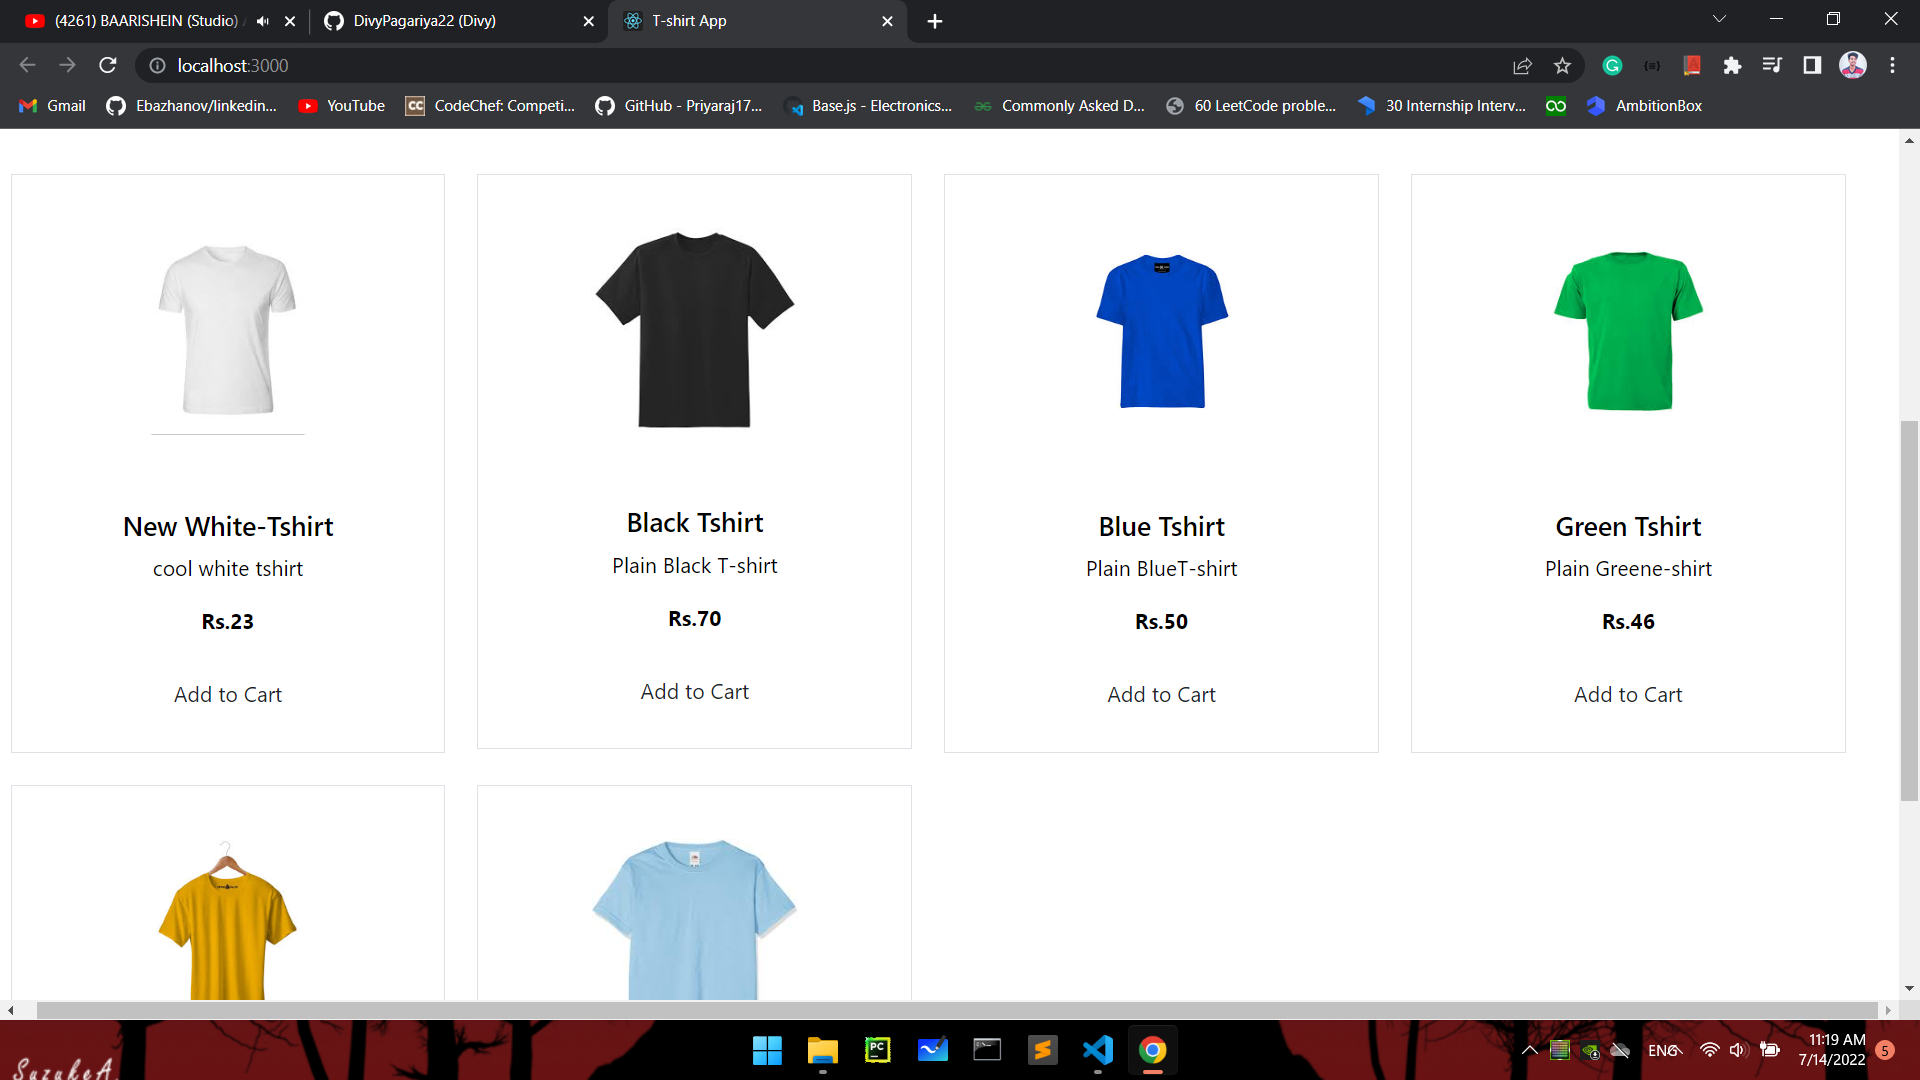 (4261) BAARISHEIN (Studio)
DivyPagariya22 (Divy)
T-shirt App
localhost:3000
Gmail
Ebazhanov/linkedin...
YouTube
CodeChef: Competi...
GitHub - Priyaraj17...
Base.js - Electronics...
Commonly Asked D...
60 LeetCode proble...
30 Internship Interv...
AmbitionBox
New White-Tshirt
cool white tshirt
Rs.23
Add to Cart
Black Tshirt
Plain Black T-shirt
Rs.70
Add to Cart
Blue Tshirt
Plain BlueT-shirt
Rs.50
Add to Cart
Green Tshirt
Plain Greene-shirt
Rs.46
Add to Cart
SuzukeA.
ENG
11:19 AM
7/14/2022
5